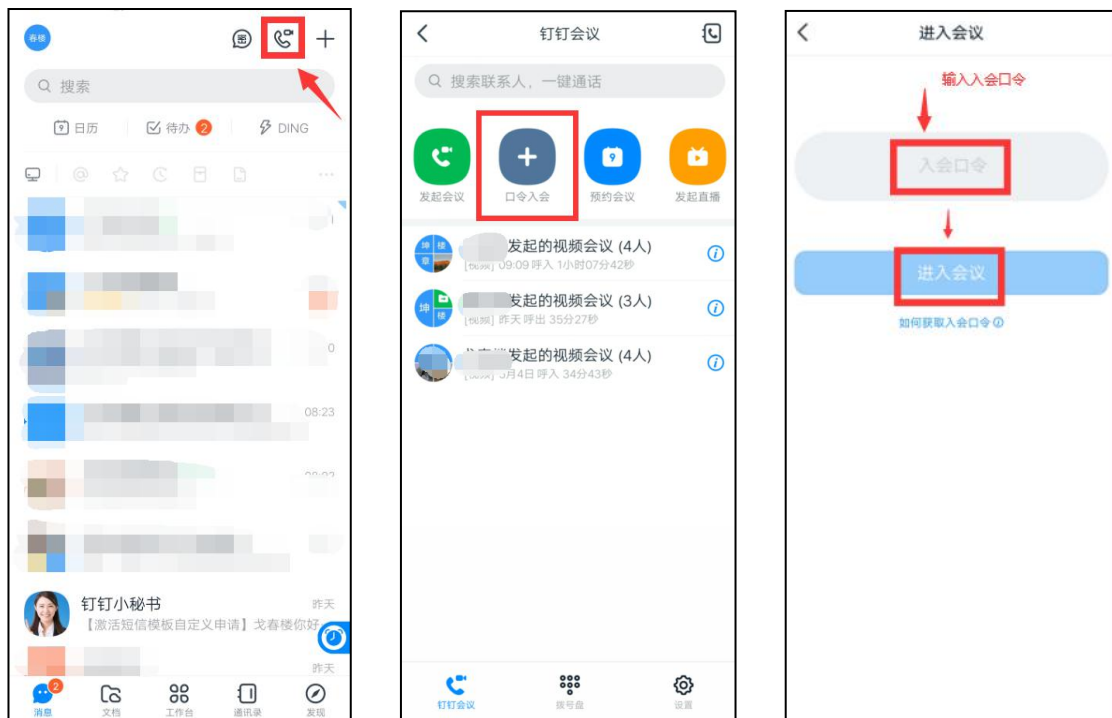 春楼
搜索
9 日历
待办 2
DING
08:23
钉钉小秘书
昨天
【激活短信模板自定义申请】戈春楼你好
昨天
2
消息
文档
工作台
通讯录
发现
钉钉会议
搜索联系人,一键通话
9
发起会议
口令入会
预约会议
发起直播
坤 楼
章
发起的视频会议 (4人)
[视频] 09:09 呼入 1小时07分42秒
坤
楼
发起的视频会议 (3人)
[视频] 昨天 呼出 35分27秒
发起的视频会议 (4人)
月4日 呼入 34分43秒
钉钉会议
拨号盘
设置
进入会议
输入入会口令
入会口令
进入会议
如何获取入会口令